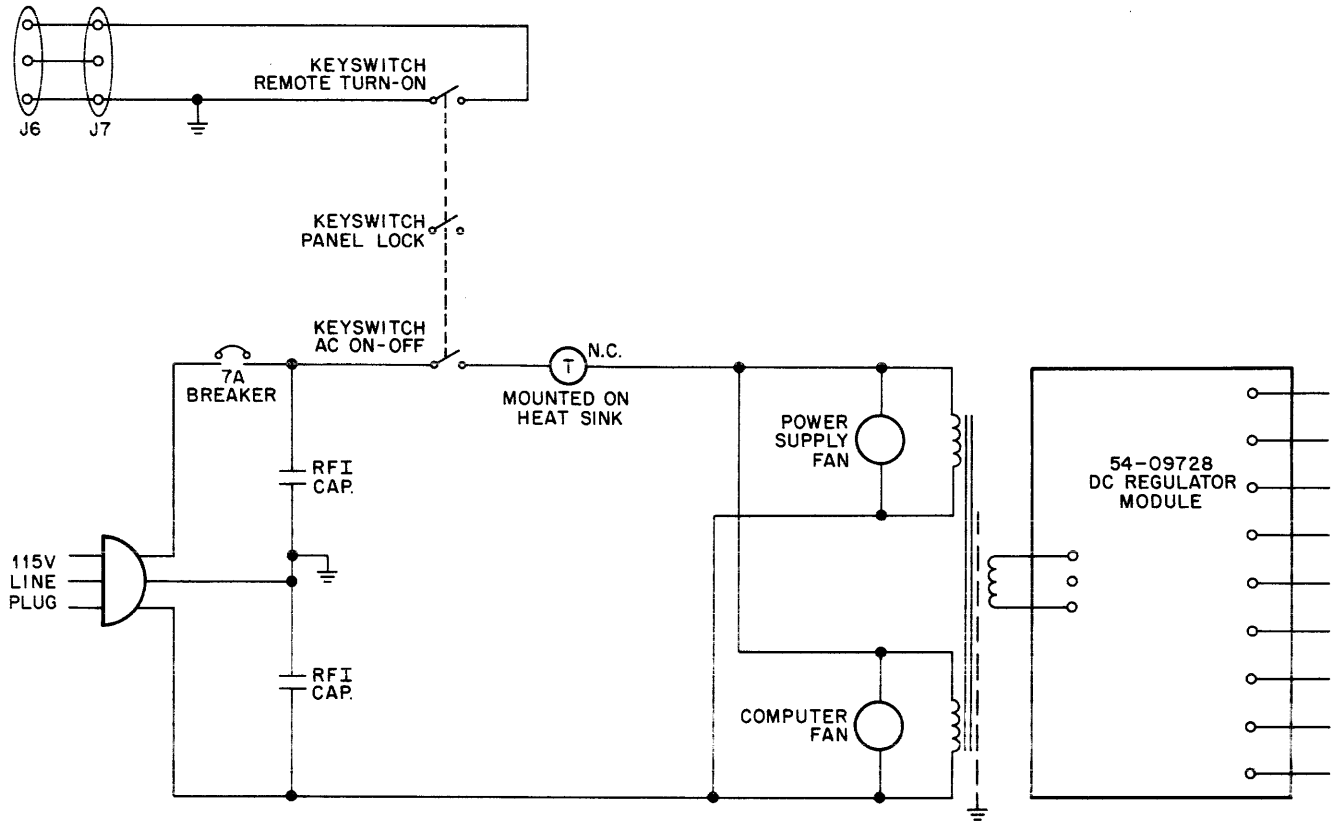 KEYSWITCH
REMOTE TURN-ON
J6
J7
KEYSWITCH
PANEL LOCK
KEYSWITCH
AC ON-OFF
7A
BREAKER
T
N.C.
MOUNTED ON
HEAT SINK
POWER
SUPPLY
FAN
54-09728
DC REGULATOR
MODULE
RFI
CAP.
115V
LINE
PLUG
RFI
CAP.
COMPUTER
FAN